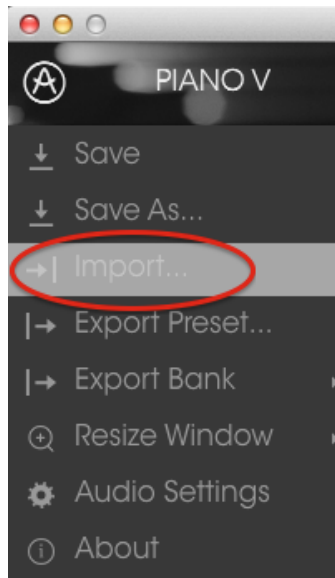 PIANO V
Save
Save As...
Import...
Export Preset...
Export Bank
Resize Window
Audio Settings
About